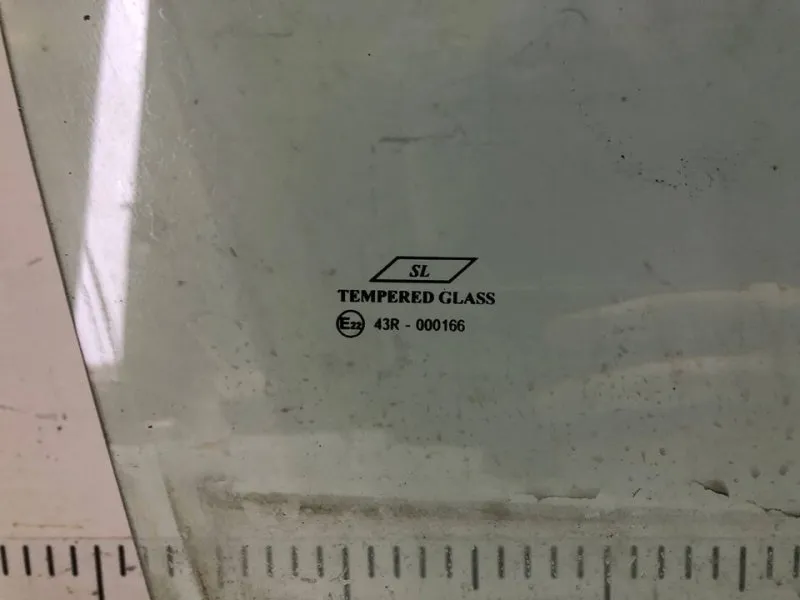 SL
TEMPERED GLASS
E22 43R - 000166